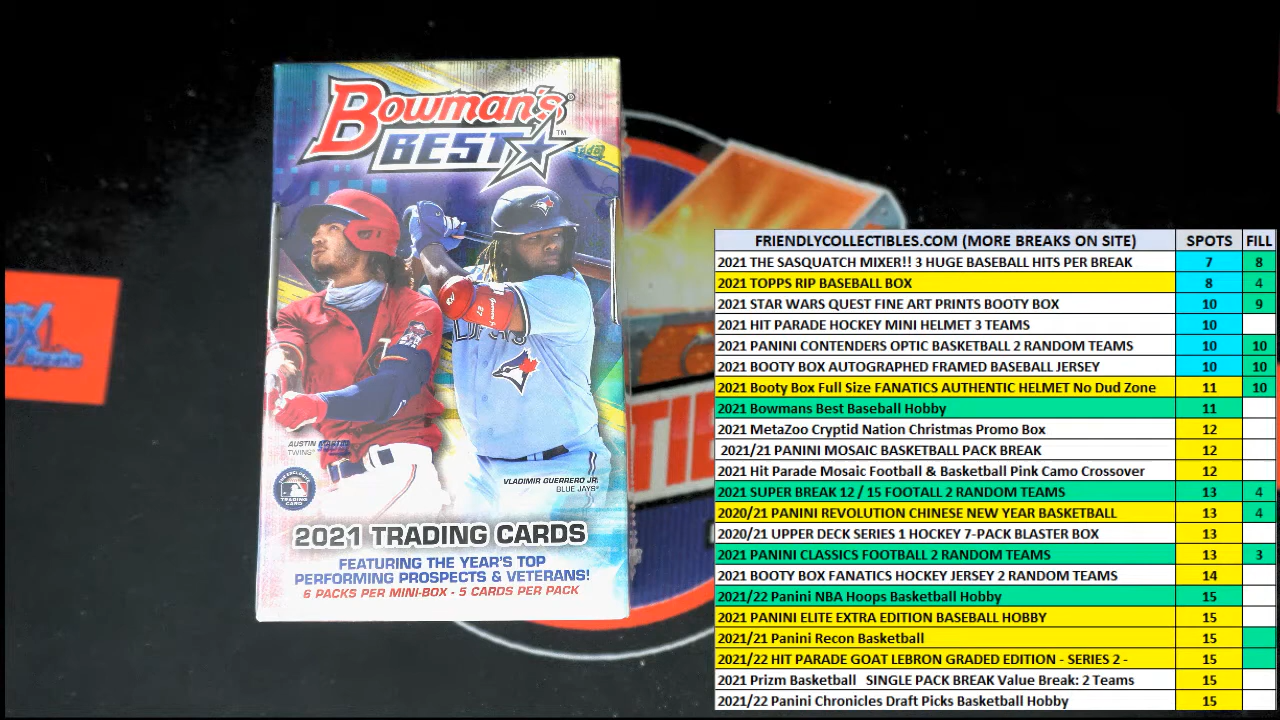 BOWMAN'S
BEST
AUSTIN
TWINS
VLADIMIR GUERRERO JR.
BLUE JAYS
2021 TRADING CARDS
FEATURING THE YEAR'S TOP
PERFORMING PROSPECTS & VETERANS!
6 PACKS PER MINI-BOX - 5 CARDS PER PACK
FRIENDLYCOLLECTIBLES.COM (MORE BREAKS ON SITE) SPOTS FILL
2021 THE SASQUATCH MIXER!! 3 HUGE BASEBALL HITS PER BREAK 7 8
2021 TOPPS RIP BASEBALL BOX 8 4
2021 STAR WARS QUEST FINE ART PRINTS BOOTY BOX 10 9
2021 HIT PARADE HOCKEY MINI HELMET 3 TEAMS 10
2021 PANINI CONTENDERS OPTIC BASKETBALL 2 RANDOM TEAMS 10 10
2021 BOOTY BOX AUTOGRAPHED FRAMED BASEBALL JERSEY 10 10
2021 Booty Box Full Size FANATICS AUTHENTIC HELMET No Dud Zone 11 10
2021 Bowmans Best Baseball Hobby 11
2021 MetaZoo Cryptid Nation Christmas Promo Box 12
2021/21 PANINI MOSAIC BASKETBALL PACK BREAK 12
2021 Hit Parade Mosaic Football & Basketball Pink Camo Crossover 12
2021 SUPER BREAK 12 / 15 FOOTALL 2 RANDOM TEAMS 13 4
2020/21 PANINI REVOLUTION CHINESE NEW YEAR BASKETBALL 13 4
2020/21 UPPER DECK SERIES 1 HOCKEY 7-PACK BLASTER BOX 13
2021 PANINI CLASSICS FOOTBALL 2 RANDOM TEAMS 13 3
2021 BOOTY BOX FANATICS HOCKEY JERSEY 2 RANDOM TEAMS 14
2021/22 Panini NBA Hoops Basketball Hobby 15
2021 PANINI ELITE EXTRA EDITION BASEBALL HOBBY 15
2021/21 Panini Recon Basketball 15
2021/22 HIT PARADE GOAT LEBRON GRADED EDITION - SERIES 2 - 15
2021 Prizm Basketball SINGLE PACK BREAK Value Break: 2 Teams 15
2021/22 Panini Chronicles Draft Picks Basketball Hobby 15